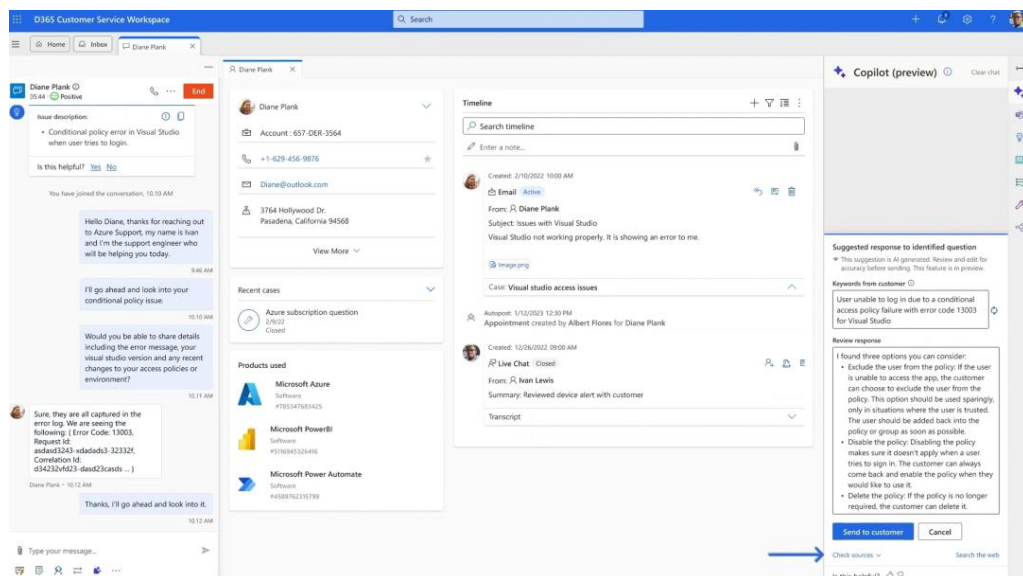 D365 Customer Service Workspace
Search
Home
Inbox
Diane Plank
Diane Plank
35:44 Positive
End
Issue description:
• Conditional policy error in Visual Studio
when user tries to login.
Is this helpful? Yes No
You have joined the conversation, 10.10 AM
Hello Diane, thanks for reaching out
to Azure Support, my name is Ivan
and I'm the support engineer who
will be helping you today.
9:46 AM
I'll go ahead and look into your
conditional policy issue.
10.10 AM
Would you be able to share details
including the error message, your
visual studio version and any recent
changes to your access policies or
environment?
10.11 AM
Sure, they are all captured in the
error log. We are seeing the
following: { Error Code: 13003,
Request Id:
asdasd3243-xdadads3-32332f,
Correlation Id:
d34232vfd23-dasd23casds ... }
Diane Plank • 10.12 AM
Thanks, I'll go ahead and look into it.
10.12 AM
Type your message...
Diane Plank
Diane Plank
Account : 657-DER-3564
+1-629-456-9876
Diane@outlook.com
3764 Hollywood Dr.
Pasadena, California 94568
View More
Recent cases
Azure subscription question
2/9/22
Closed
Products used
Microsoft Azure
Software
#785347683425
Microsoft PowerBI
Software
#5116945326416
Microsoft Power Automate
Software
#4589762315799
Timeline
Search timeline
Enter a note...
Created: 2/10/2022 10:00 AM
Email Active
From: Diane Plank
Subject: Issues with Visual Studio
Visual Studio not working properly. It is showing an error to me.
Image.png
Case: Visual studio access issues
Autopost: 1/12/2023 12:30 PM
Appointment created by Albert Flores for Diane Plank
Created: 12/26/2022 09:00 AM
Live Chat Closed
From: Ivan Lewis
Summary: Reviewed device alert with customer
Transcript
Copilot (preview)
Clear chat
Suggested response to identified question
This suggestion is AI generated. Review and edit for
accuracy before sending. This feature is in preview.
Keywords from customer
User unable to log in due to a conditional
access policy failure with error code 13003
for Visual Studio
Review response
I found three options you can consider:
• Exclude the user from the policy: If the user
is unable to access the app, the customer
can choose to exclude the user from the
policy. This option should be used sparingly,
only in situations where the user is trusted.
The user should be added back into the
policy or group as soon as possible.
• Disable the policy: Disabling the policy
makes sure it doesn't apply when a user
tries to sign in. The customer can always
come back and enable the policy when they
would like to use it.
• Delete the policy: If the policy is no longer
required, the customer can delete it.
Send to customer
Cancel
Check sources
Search the web
Is this helpful?